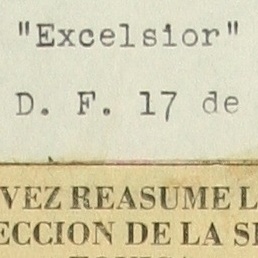 "Excelsior"
D. F. 17 de
VEZ REASUME L
ECCION DE LA S